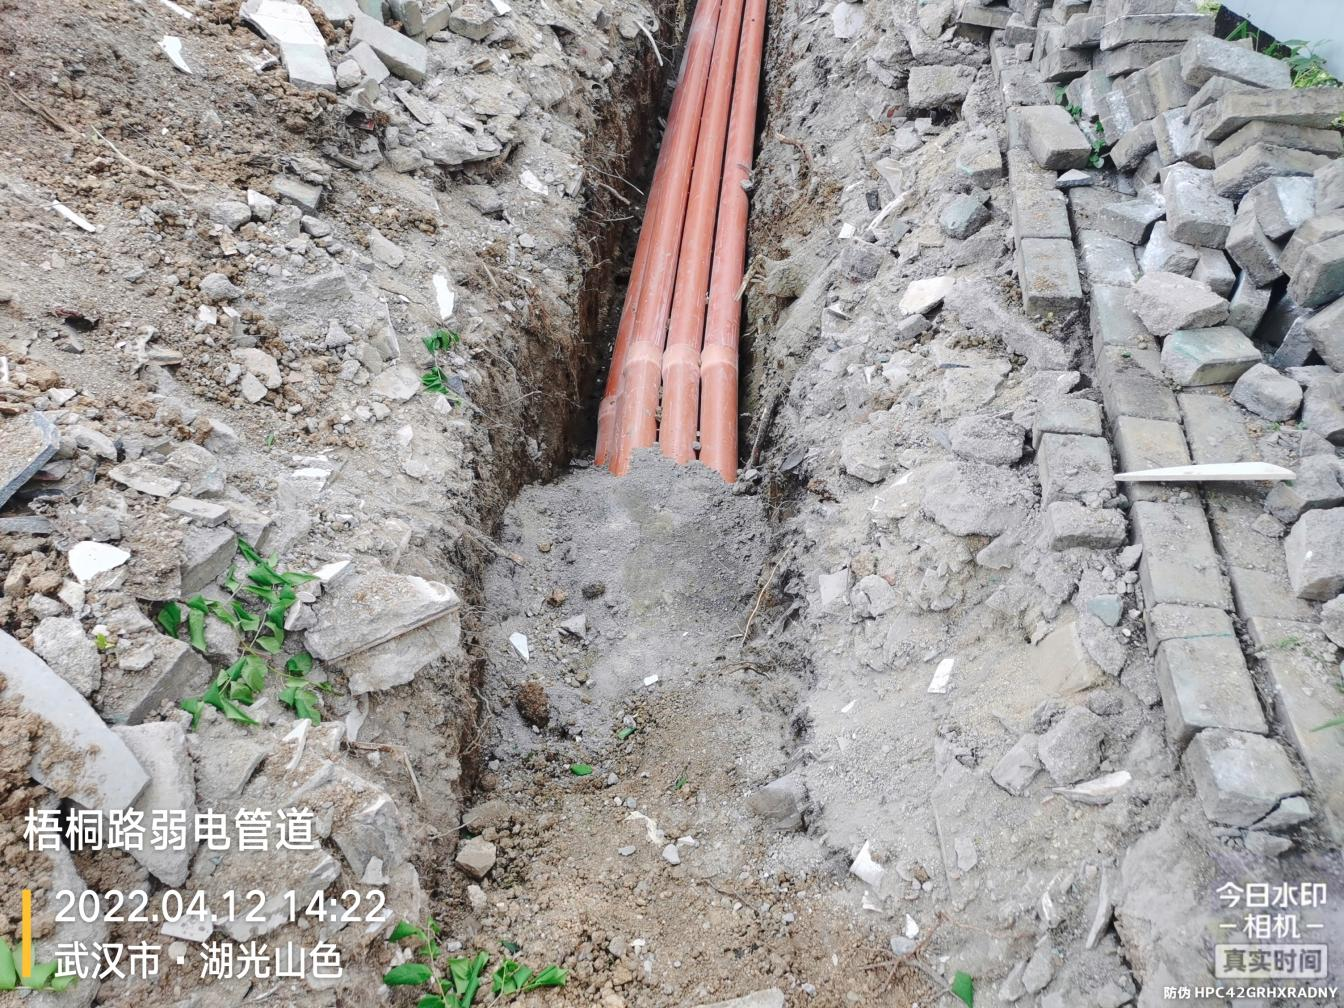 梧桐路弱电管道
2022.04.12 14:22
武汉市·湖光山色
今日水印
-相机-
真实时间
防伪 HPC42GRHXRADNY